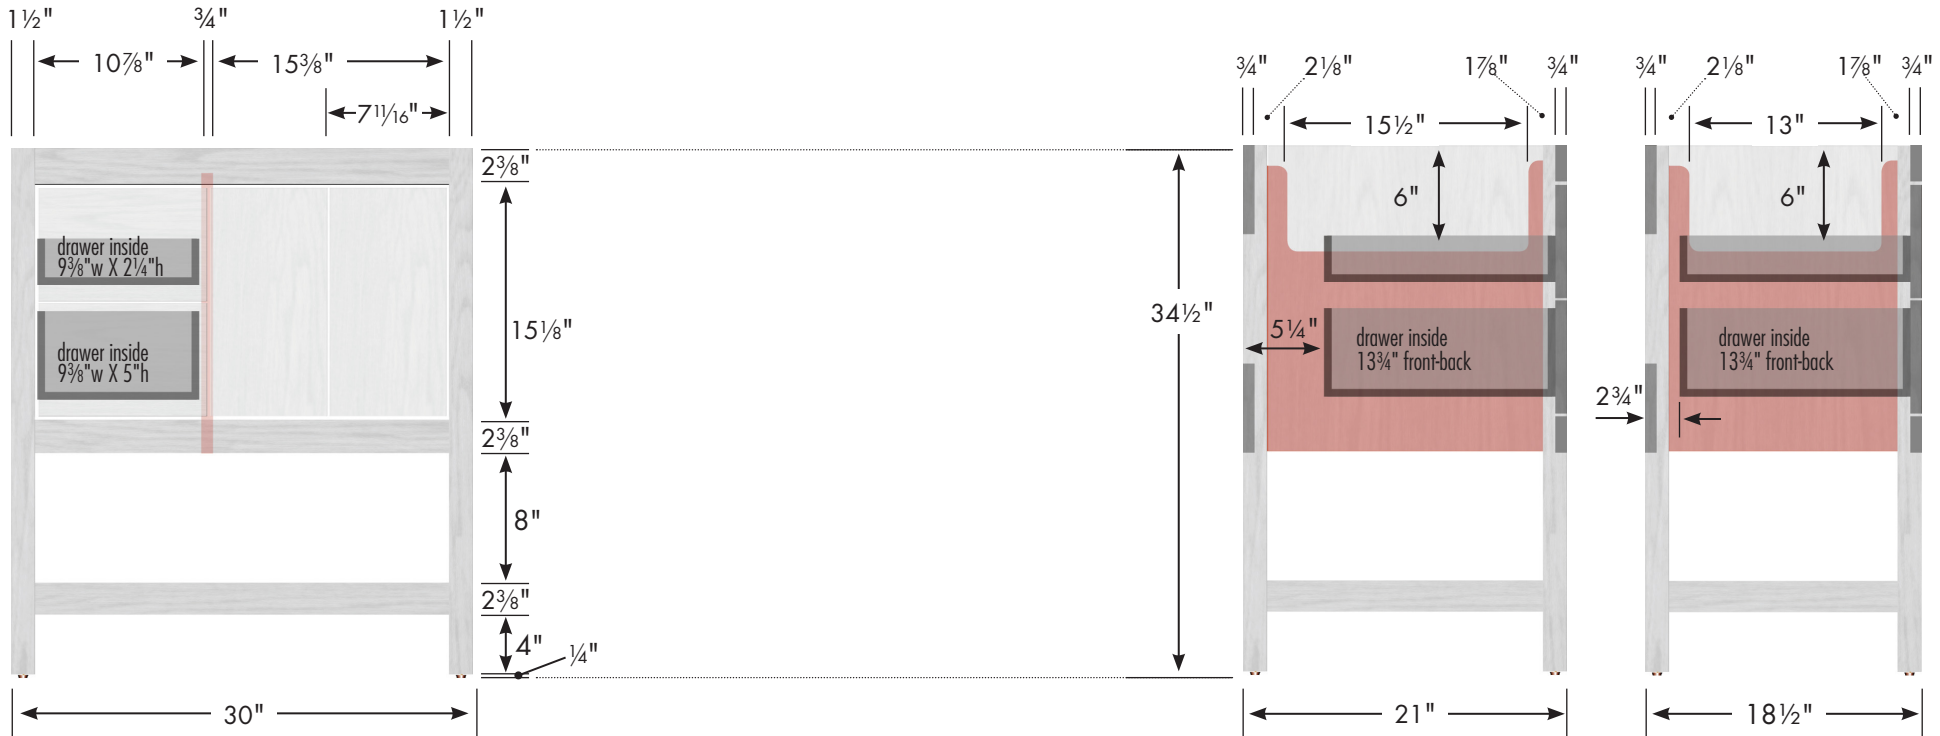 1½" ¾" 1½"
10⅞" 15⅜"
7 11/16"
2⅜"
drawer inside
9⅜"w X 2¼"h
drawer inside
9⅜"w X 5"h
15⅛"
2⅜"
8"
2⅜"
4"
¼"
30"
34½"
¾" 2⅛" 1⅞" ¾"
15½"
6"
5¼"
drawer inside
13¾" front-back
21"
¾" 2⅛" 1⅞" ¾"
13"
6"
drawer inside
13¾" front-back
2¾"
18½"